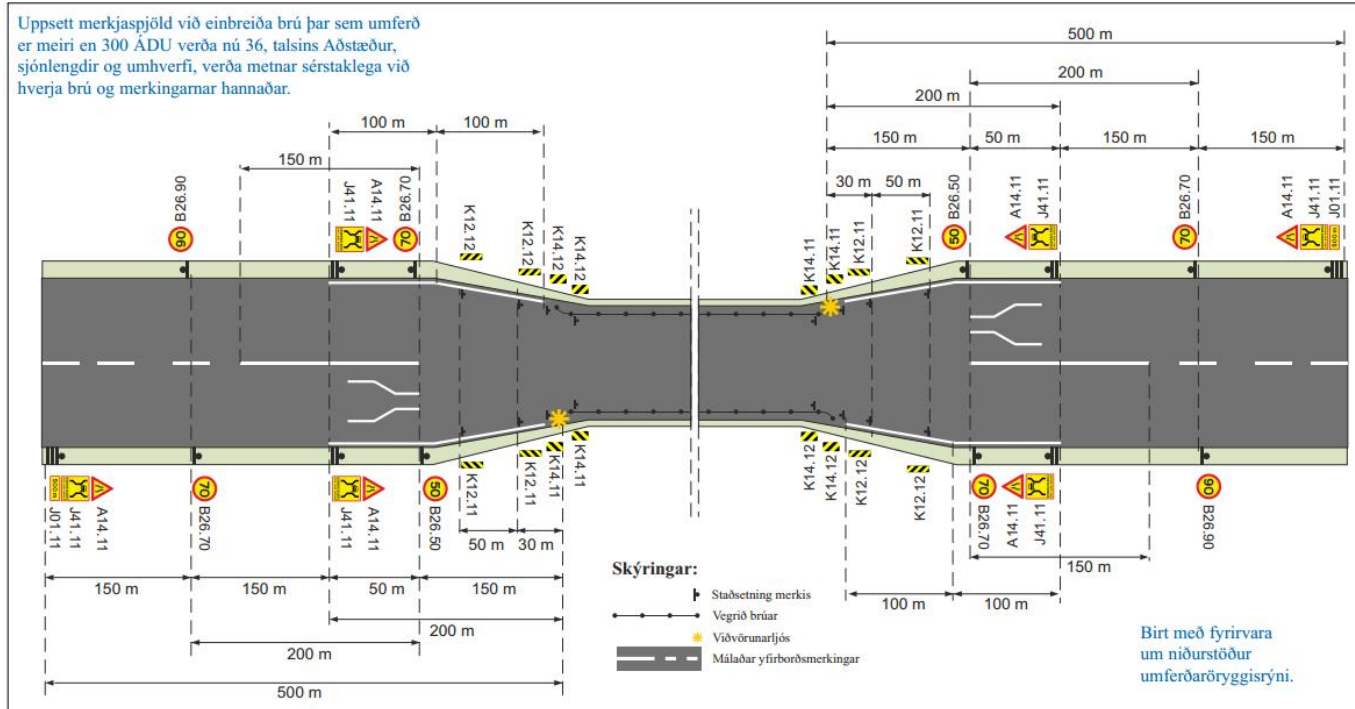 Uppsett merkjaspjöld við einbreiða brú þar sem umferð
er meiri en 300 ÁDU verða nú 36, talsins Aðstæður,
sjónlengdir og umhverfi, verða metnar sérstaklega við
hverja brú og merkingarnar hannaðar.
500 m
200 m
200 m
100 m
100 m
150 m
50 m
150 m
150 m
150 m
30 m
50 m
B26.90
J41.11
A14.11
B26.70
K12.12
K12.12
K14.12
K14.12
K14.11
K14.11
K12.11
K12.11
B26.50
A14.11
J41.11
B26.70
A14.11
J41.11
J01.11
90
70
50
70
500 m
500 m
70
50
70
90
J01.11
J41.11
A14.11
B26.70
J41.11
A14.11
B26.50
K12.11
K12.11
K14.11
K14.11
K14.12
K14.12
K12.12
K12.12
B26.70
A14.11
J41.11
B26.90
50 m
30 m
150 m
150 m
150 m
50 m
150 m
200 m
100 m
100 m
200 m
500 m
Skýringar:
Staðsetning merkis
Vegrið brúar
Viðvörunarljós
Málaðar yfirborðsmerkingar
Birt með fyrirvara
um niðurstöður
umferðaröryggisrýni.